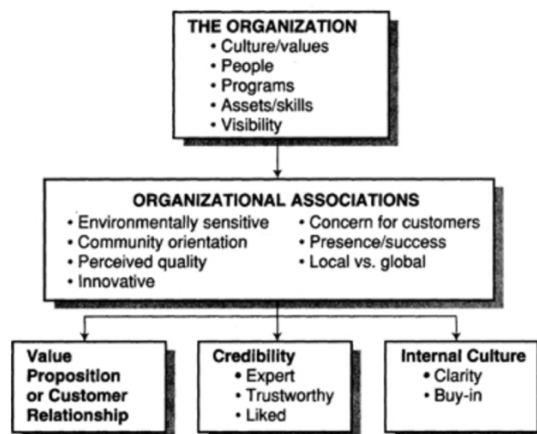 THE ORGANIZATION
• Culture/values
• People
• Programs
• Assets/skills
• Visibility
ORGANIZATIONAL ASSOCIATIONS
• Environmentally sensitive
• Community orientation
• Perceived quality
• Innovative
• Concern for customers
• Presence/success
• Local vs. global
Value
Proposition
or Customer
Relationship
Credibility
• Expert
• Trustworthy
• Liked
Internal Culture
• Clarity
• Buy-in